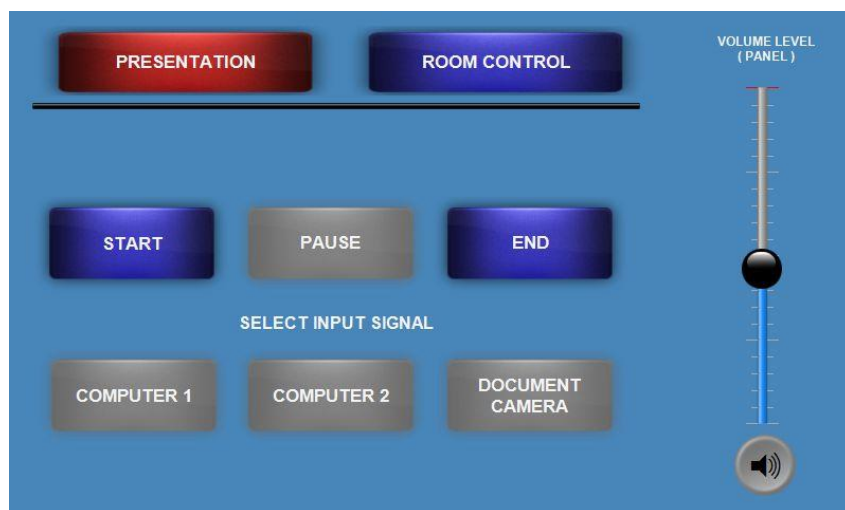 PRESENTATION
ROOM CONTROL
VOLUME LEVEL
( PANEL )
START
PAUSE
END
SELECT INPUT SIGNAL
COMPUTER 1
COMPUTER 2
DOCUMENT
CAMERA